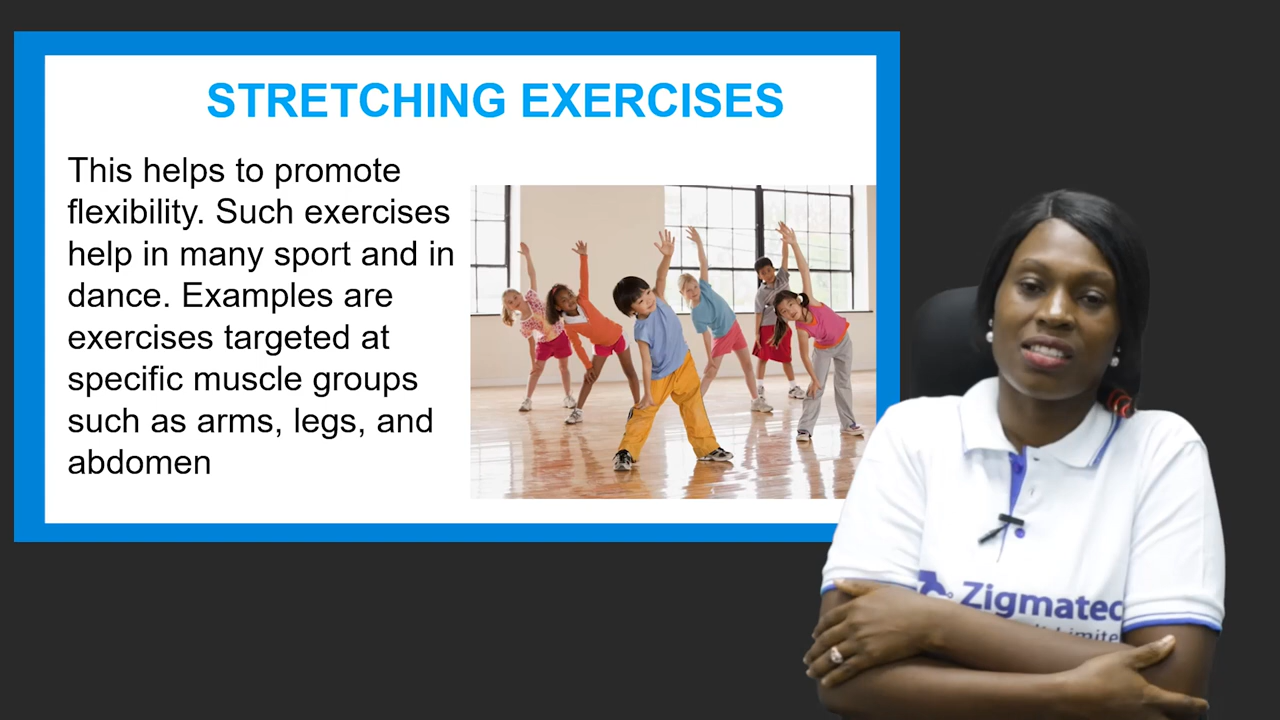 STRETCHING EXERCISES
This helps to promote
flexibility. Such exercises
help in many sport and in
dance. Examples are
exercises targeted at
specific muscle groups
such as arms, legs, and
abdomen
Zigmatec